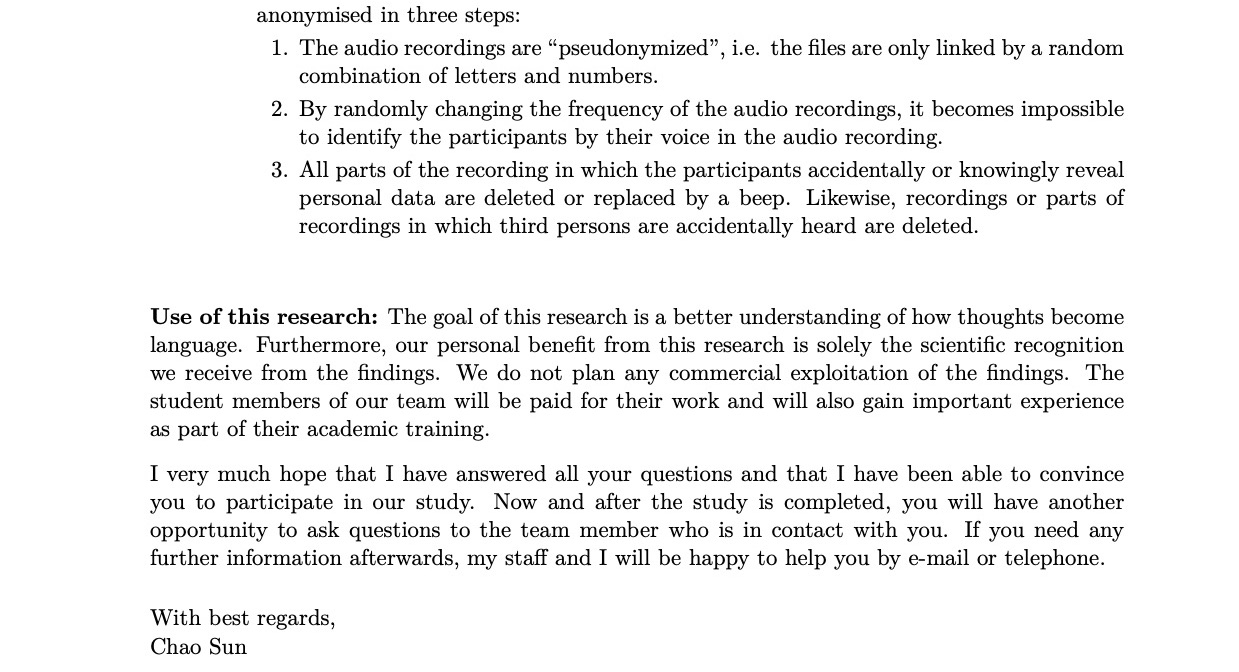 anonymised in three steps:
1. The audio recordings are “pseudonymized”, i.e. the files are only linked by a random
combination of letters and numbers.
2. By randomly changing the frequency of the audio recordings, it becomes impossible
to identify the participants by their voice in the audio recording.
3. All parts of the recording in which the participants accidentally or knowingly reveal
personal data are deleted or replaced by a beep. Likewise, recordings or parts of
recordings in which third persons are accidentally heard are deleted.
Use of this research: The goal of this research is a better understanding of how thoughts become
language. Furthermore, our personal benefit from this research is solely the scientific recognition
we receive from the findings. We do not plan any commercial exploitation of the findings. The
student members of our team will be paid for their work and will also gain important experience
as part of their academic training.
I very much hope that I have answered all your questions and that I have been able to convince
you to participate in our study. Now and after the study is completed, you will have another
opportunity to ask questions to the team member who is in contact with you. If you need any
further information afterwards, my staff and I will be happy to help you by e-mail or telephone.
With best regards,
Chao Sun